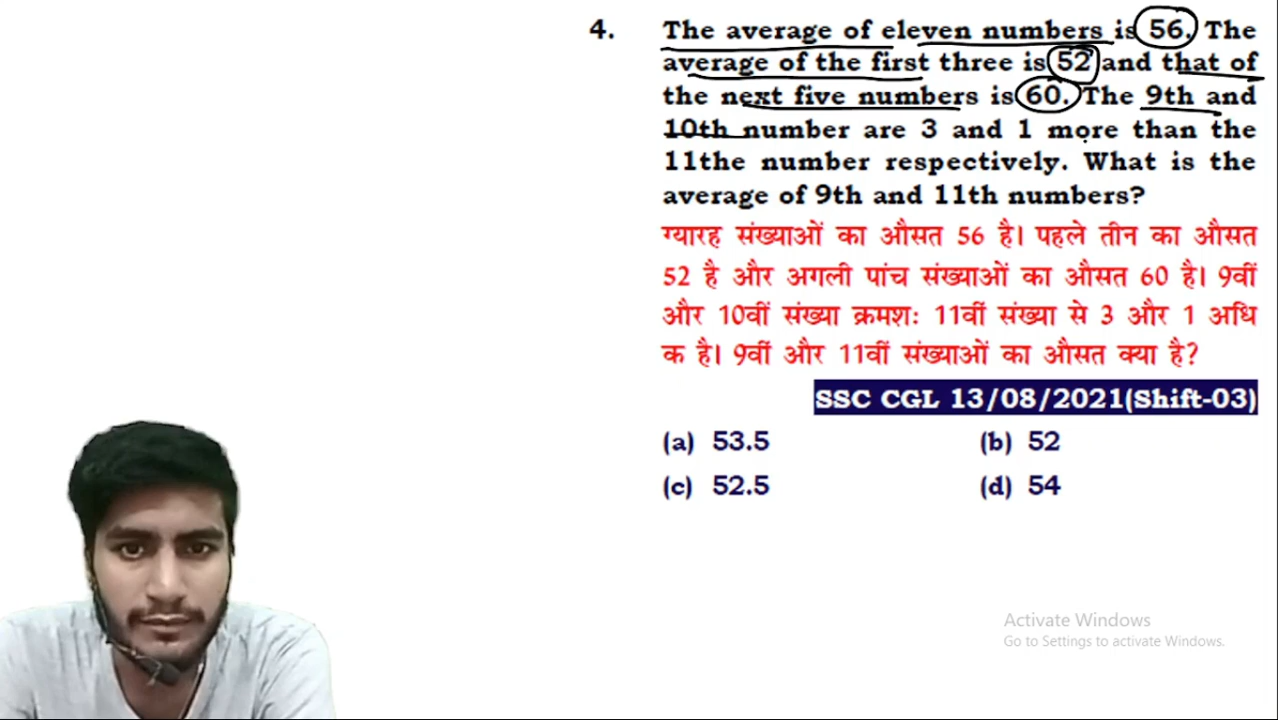 4. The average of eleven numbers is 56. The
average of the first three is 52 and that of
the next five numbers is 60. The 9th and
10th number are 3 and 1 more than the
11the number respectively. What is the
average of 9th and 11th numbers?
ग्यारह संख्याओं का औसत 56 है। पहले तीन का औसत
52 है और अगली पांच संख्याओं का औसत 60 है। 9वीं
और 10वीं संख्या क्रमशः 11वीं संख्या से 3 और 1 अधि
क है। 9वीं और 11वीं संख्याओं का औसत क्या है?
SSC CGL 13/08/2021(Shift-03)
(a) 53.5 (b) 52
(c) 52.5 (d) 54
Activate Windows
Go to Settings to activate Windows.